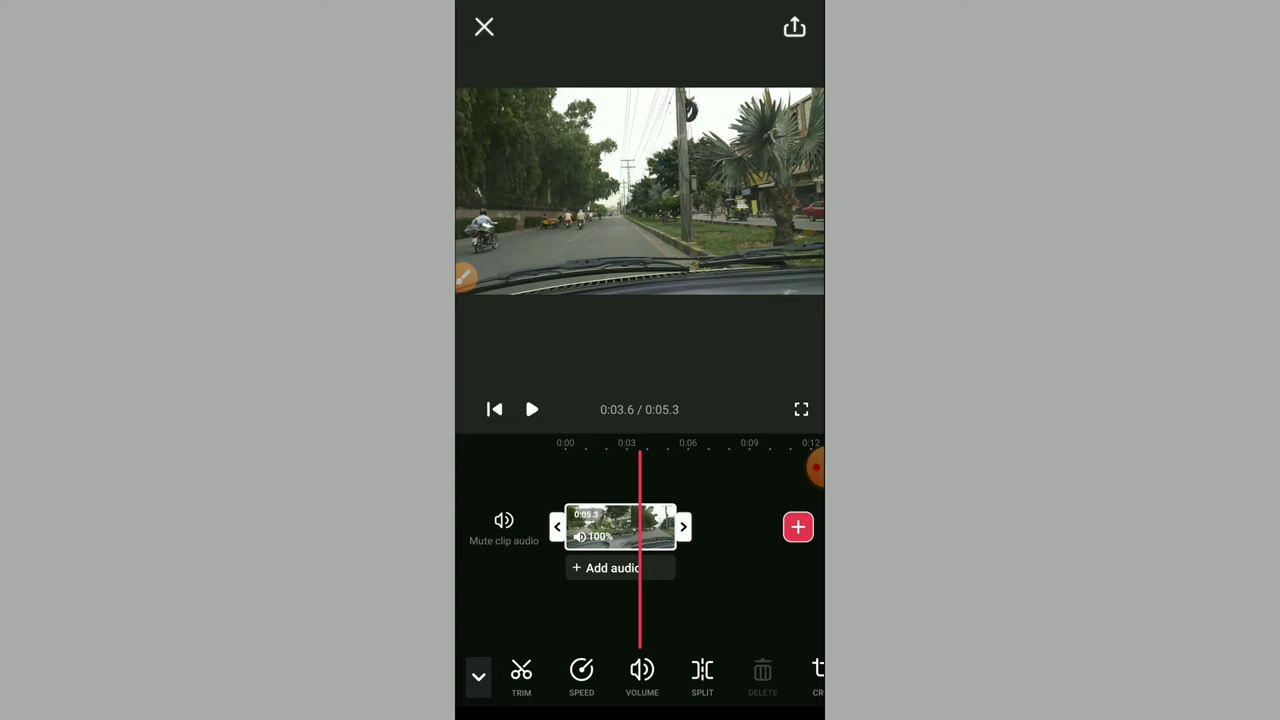 0:03.6 / 0:05.3
0:00 0:03 0:06 0:09 0:12
0:05.3
100%
Mute clip audio
+ Add audio
TRIM SPEED VOLUME SPLIT DELETE CR